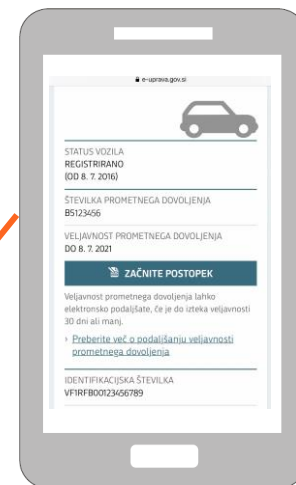 e-uprava.gov.si
STATUS VOZILA
REGISTRIRANO
(OD 8. 7. 2016)
ŠTEVILKA PROMETNEGA DOVOLJENJA
B5123456
VELJAVNOST PROMETNEGA DOVOLJENJA
DO 8. 7. 2021
ZAČNITE POSTOPEK
Veljavnost prometnega dovoljenja lahko
elektronsko podaljšate, če je do izteka veljavnosti
30 dni ali manj.
› Preberite več o podaljšanju veljavnosti
prometnega dovoljenja
IDENTIFIKACIJSKA ŠTEVILKA
VF1RFB00123456789